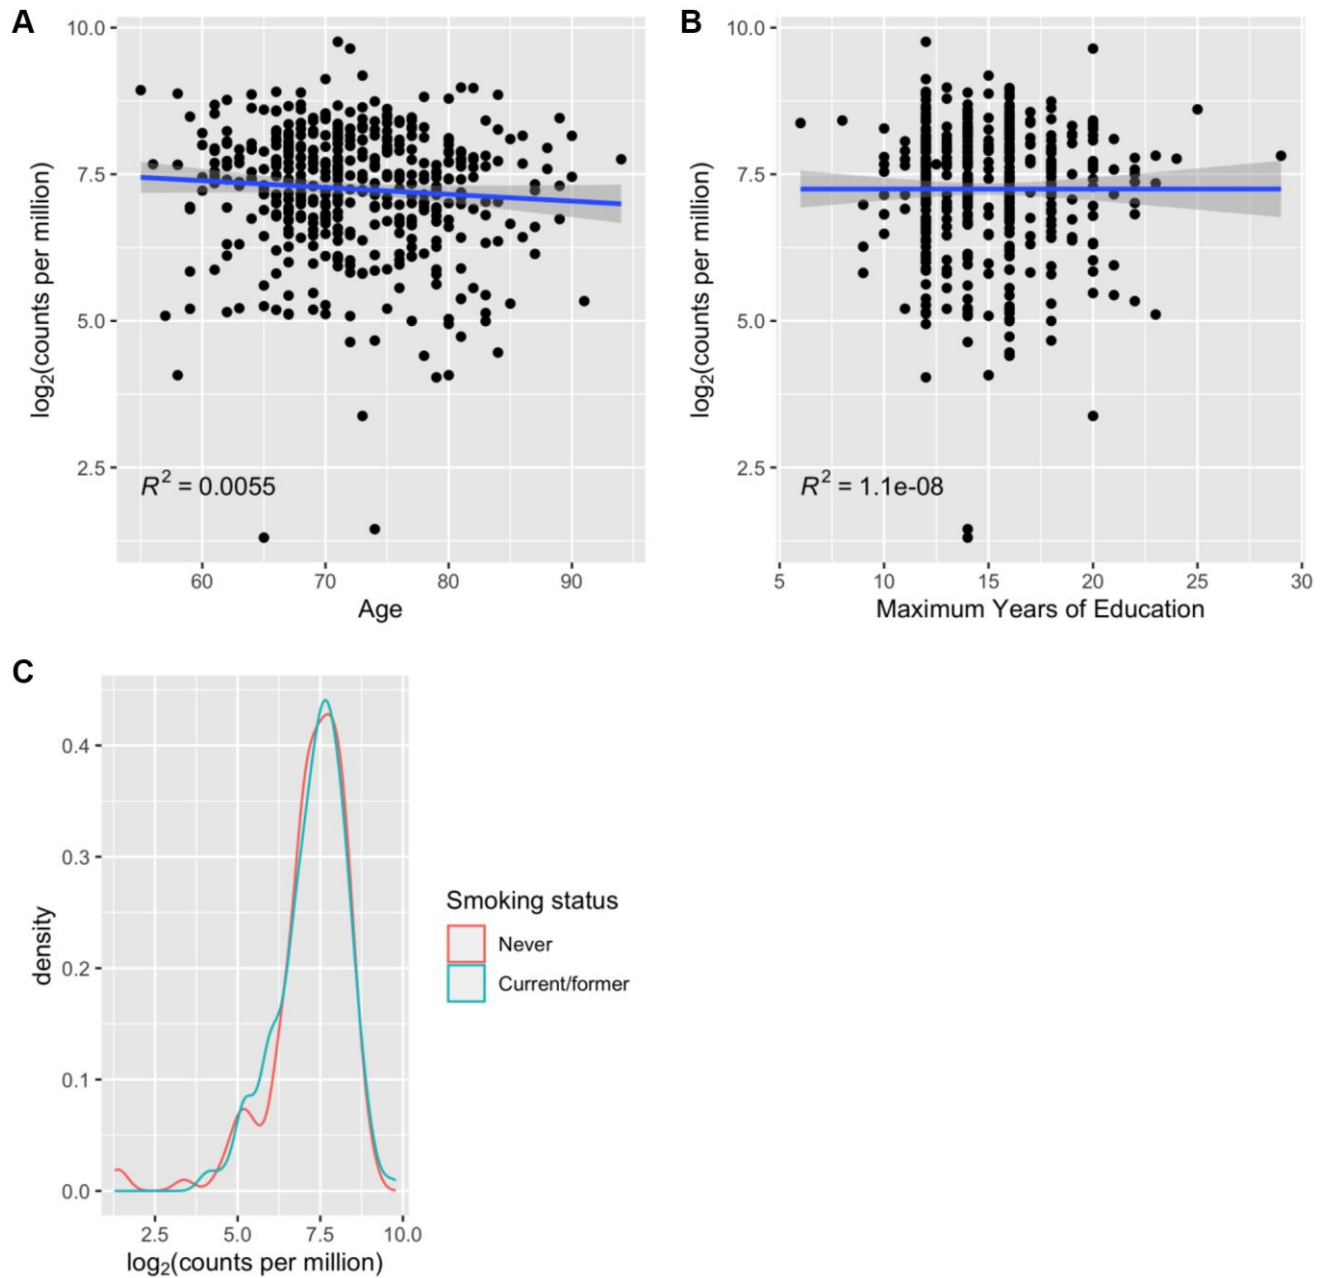 A
10.0
7.5
5.0
2.5
log2(counts per million)
R2 = 0.0055
60 70 80 90
Age
B
10.0
7.5
5.0
2.5
log2(counts per million)
R2 = 1.1e-08
5 10 15 20 25 30
Maximum Years of Education
C
0.4
0.3
0.2
0.1
0.0
density
2.5 5.0 7.5 10.0
log2(counts per million)
Smoking status
Never
Current/former